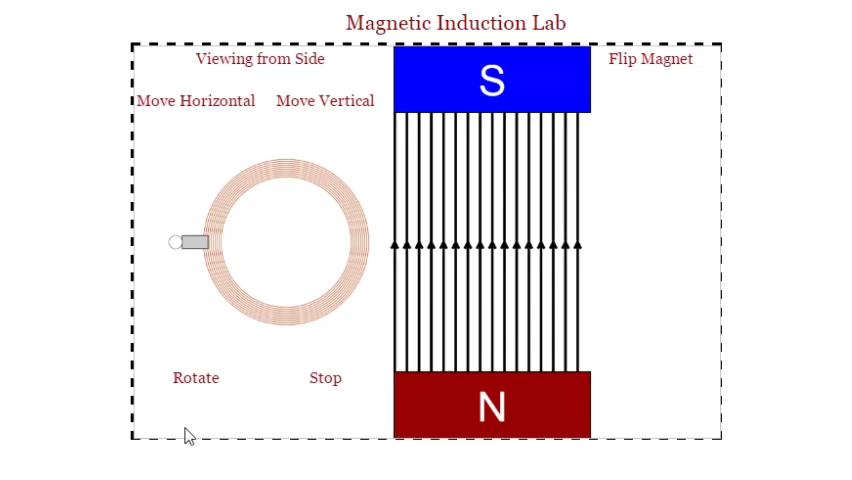 Magnetic Induction Lab
Viewing from Side
S
Flip Magnet
Move Horizontal
Move Vertical
Rotate
Stop
N